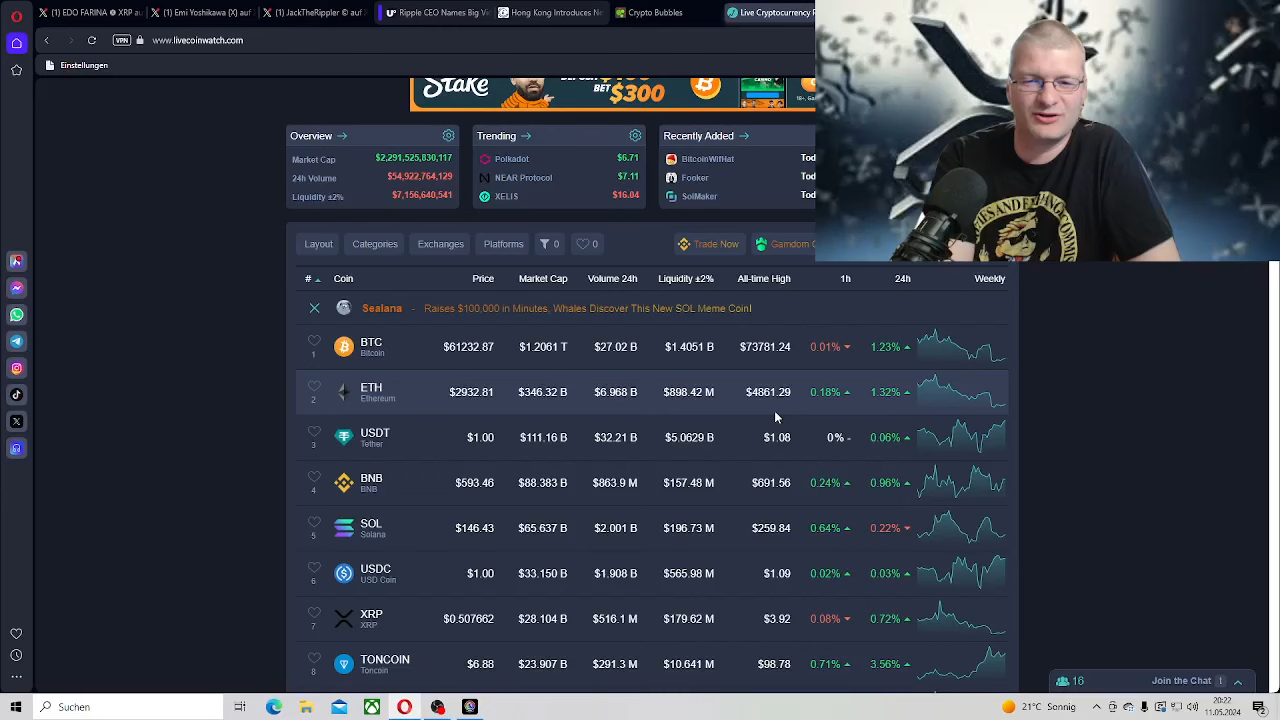 EDO FARINA 🅧 XRP au
Emi Yoshikawa (X) auf
JackTheRippler © auf
Ripple CEO Names Big V
Hong Kong Introduces N
Crypto Bubbles
Live Cryptocurrency
VPN www.livecoinwatch.com
Einstellungen
Stake
BET $300
Overview → Trending → Recently Added →
Market Cap $2,291,525,830,117 Polkadot $6.71 BitcoinWifHat Tod
24h Volume $54,922,764,129 NEAR Protocol $7.11 Fooker Toda
Liquidity ±2% $7,156,640,541 XELIS $16.04 SolMaker Tod
Layout Categories Exchanges Platforms 0 0 Trade Now Gamdom
# Coin Price Market Cap Volume 24h Liquidity ±2% All-time High 1h 24h Weekly
Sealana - Raises $100,000 in Minutes, Whales Discover This New SOL Meme Coin!
1 BTC $61232.87 $1.2061 T $27.02 B $1.4051 B $73781.24 0.01% 1.23%
Bitcoin
2 ETH $2932.81 $346.32 B $6.968 B $898.42 M $4861.29 0.18% 1.32%
Ethereum
3 USDT $1.00 $111.16 B $32.21 B $5.0629 B $1.08 0% - 0.06%
Tether
4 BNB $593.46 $88.383 B $863.9 M $157.48 M $691.56 0.24% 0.96%
BNB
5 SOL $146.43 $65.637 B $2.001 B $196.73 M $259.84 0.64% 0.22%
Solana
6 USDC $1.00 $33.150 B $1.908 B $565.98 M $1.09 0.02% 0.03%
USD Coin
7 XRP $0.507662 $28.104 B $516.1 M $179.62 M $3.92 0.08% 0.72%
XRP
8 TONCOIN $6.88 $23.907 B $291.3 M $10.641 M $98.78 0.71% 3.56%
Toncoin
16 Join the Chat 1
Suchen
21°C Sonnig
20:22
11.05.2024
2